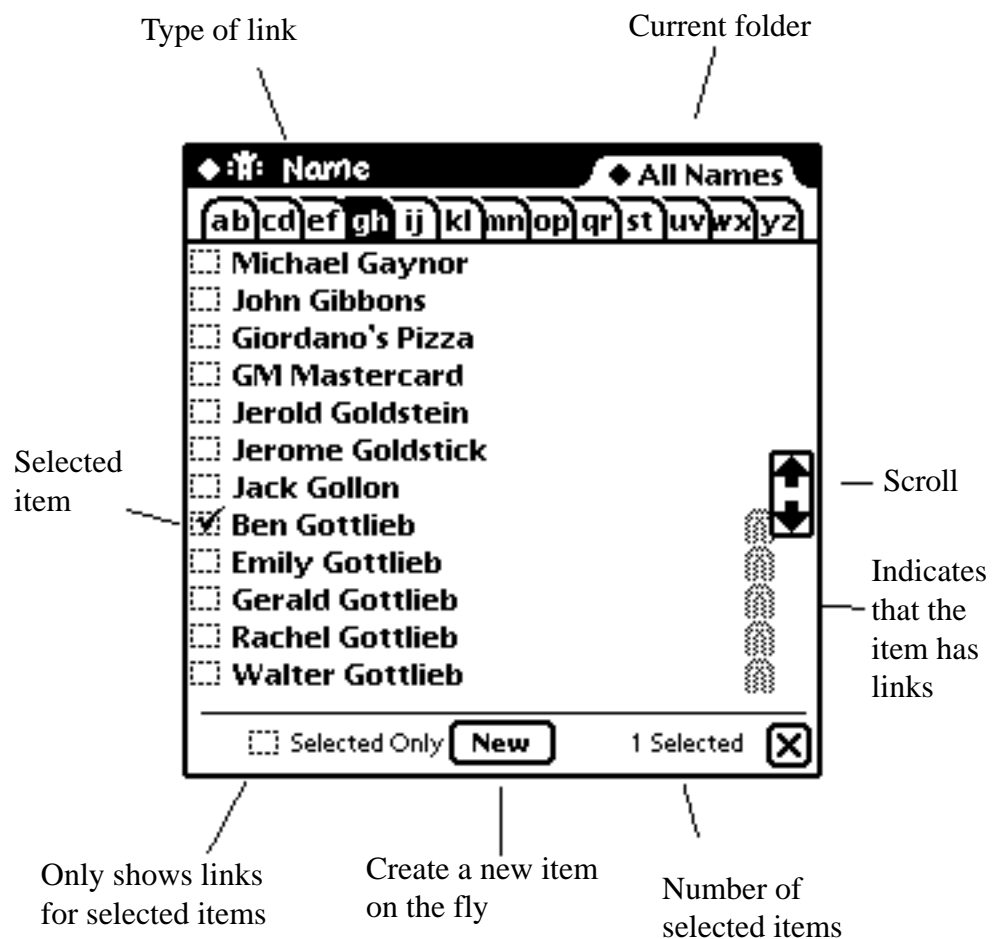 Type of link
Current folder
Name
All Names
ab cd ef gh ij kl mn op qr st uv wx yz
Michael Gaynor
John Gibbons
Giordano's Pizza
GM Mastercard
Jerold Goldstein
Jerome Goldstick
Jack Gollon
Ben Gottlieb
Emily Gottlieb
Gerald Gottlieb
Rachel Gottlieb
Walter Gottlieb
Selected
item
Scroll
Indicates
that the
item has
links
Selected Only New 1 Selected
Only shows links
for selected items
Create a new item
on the fly
Number of
selected items